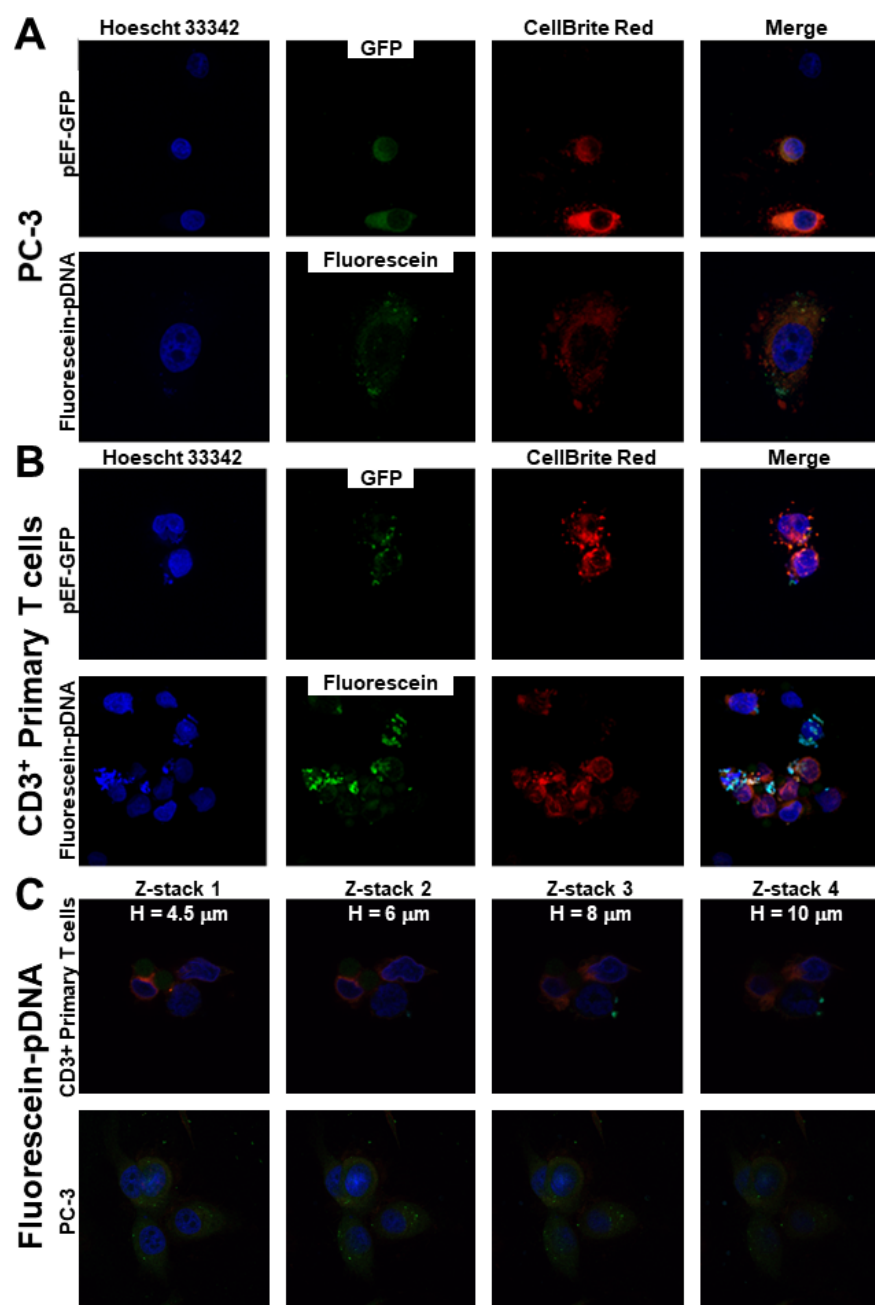 A
Hoescht 33342
GFP
CellBrite Red
Merge
PC-3
pEF-GFP
Fluorescein-pDNA
Fluorescein
B
Hoescht 33342
GFP
CellBrite Red
Merge
CD3+ Primary T cells
pEF-GFP
Fluorescein-pDNA
Fluorescein
C
Z-stack 1
Z-stack 2
Z-stack 3
Z-stack 4
H = 4.5 μm
H = 6 μm
H = 8 μm
H = 10 μm
Fluorescein-pDNA
CD3+ Primary T cells
PC-3